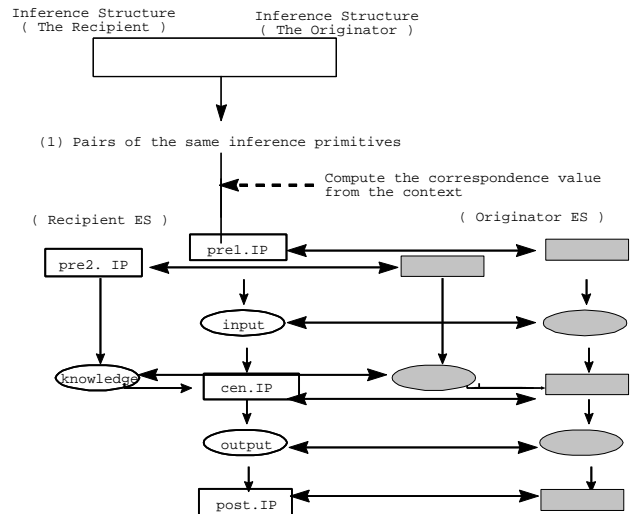 Inference Structure
( The Recipient )
Inference Structure
( The Originator )
(1) Pairs of the same inference primitives
Compute the correspondence value
from the context
( Recipient ES )
( Originator ES )
pre1.IP
pre2. IP
input
knowledge
cen.IP
output
post.IP